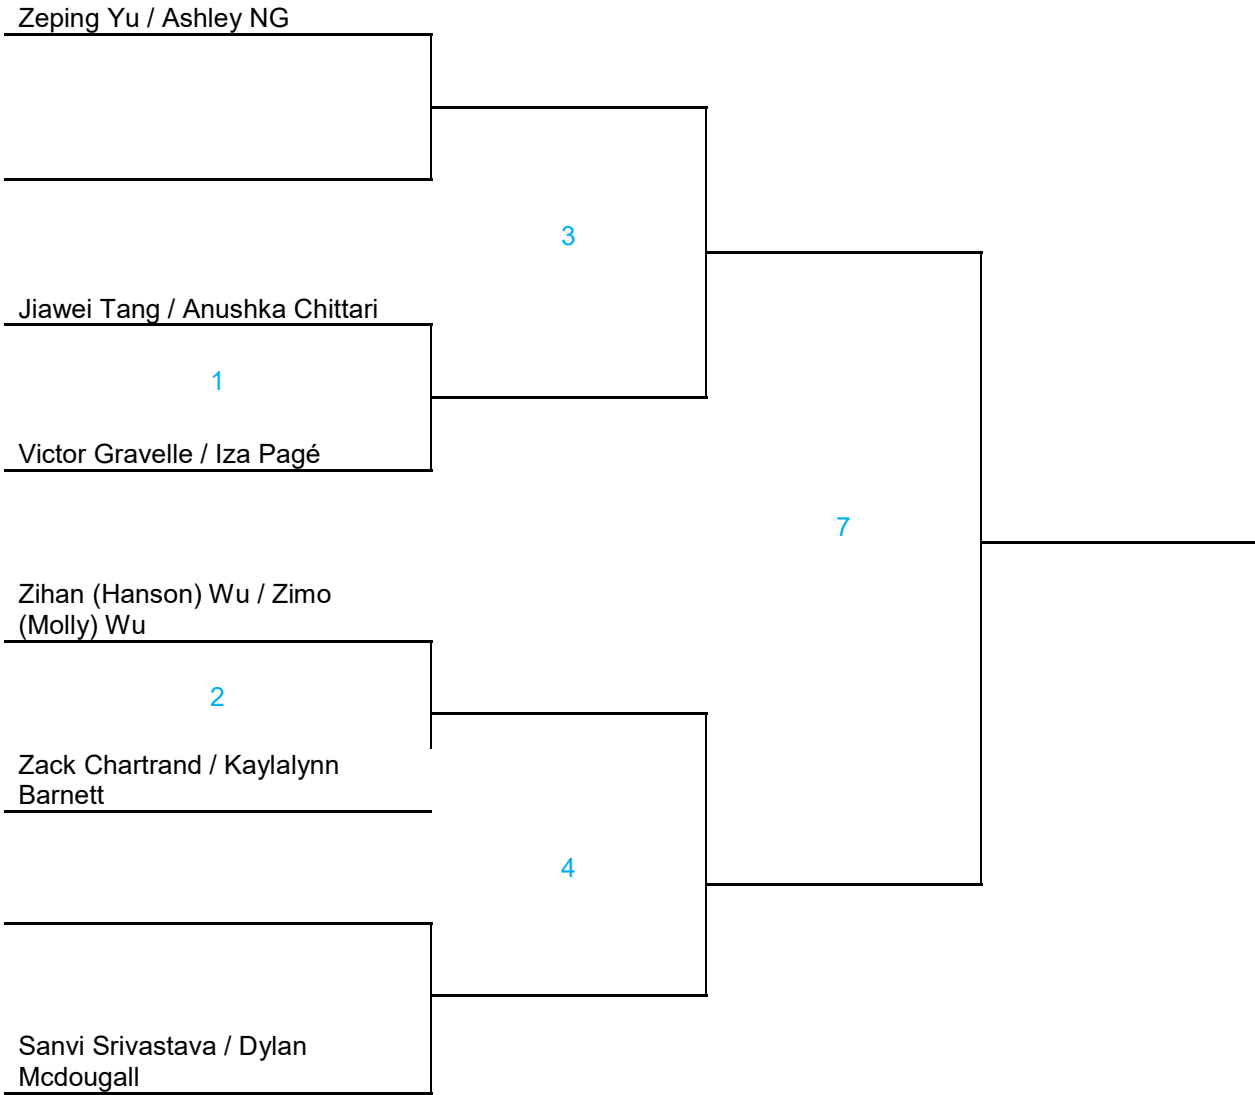 Zeping Yu / Ashley NG
3
Jiawei Tang / Anushka Chittari
1
Victor Gravelle / Iza Pagé
7
Zihan (Hanson) Wu / Zimo
(Molly) Wu
2
Zack Chartrand / Kaylalynn
Barnett
4
Sanvi Srivastava / Dylan
Mcdougall